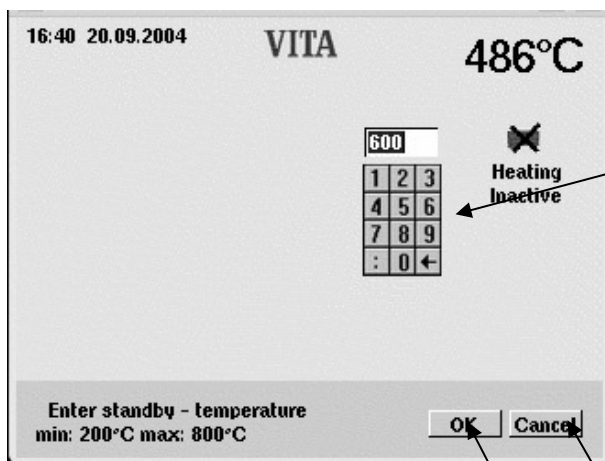 16:40 20.09.2004 VITA 486°C
600
Heating
Inactive
1 2 3
4 5 6
7 8 9
: 0 ←
Enter standby - temperature
min: 200°C max: 800°C
OK Cancel